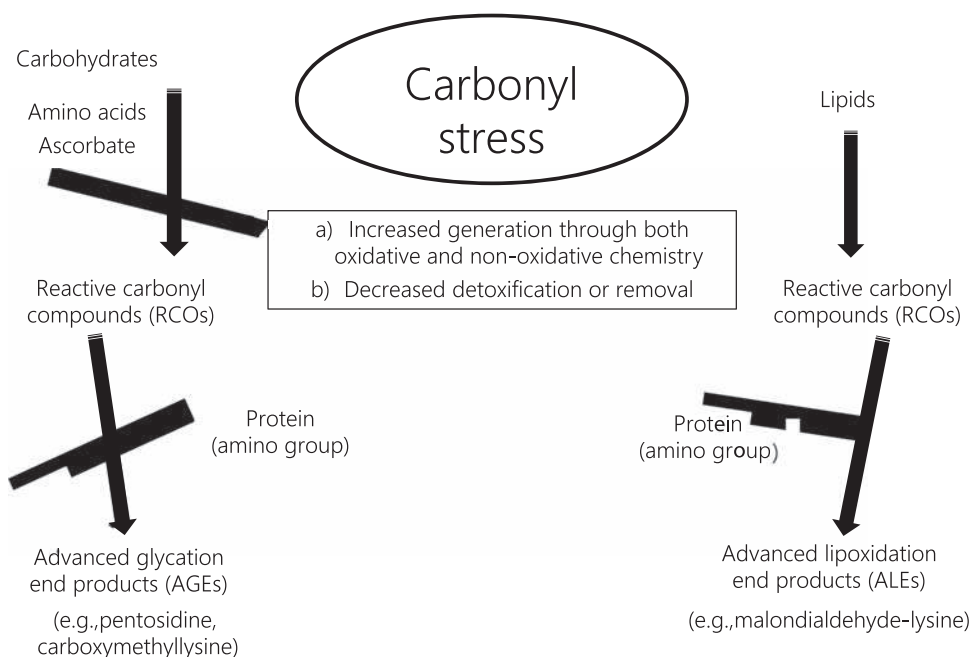 Carbonyl
stress
Carbohydrates
Amino acids
Ascorbate
Lipids
a) Increased generation through both
oxidative and non-oxidative chemistry
b) Decreased detoxification or removal
Reactive carbonyl
compounds (RCOs)
Reactive carbonyl
compounds (RCOs)
Protein
(amino group)
Protein
(amino group)
Advanced glycation
end products (AGEs)
(e.g.,pentosidine,
carboxymethyllysine)
Advanced lipoxidation
end products (ALEs)
(e.g.,malondialdehyde-lysine)